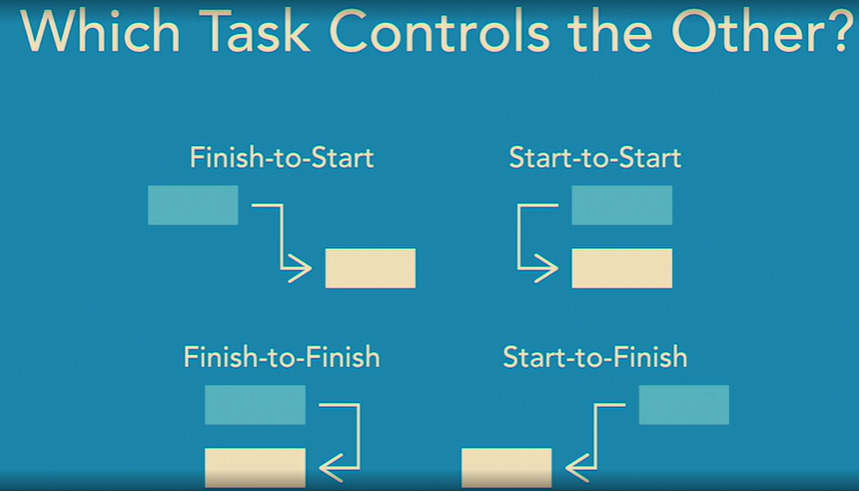 Which Task Controls the Other?
Finish-to-Start
Start-to-Start
Finish-to-Finish
Start-to-Finish